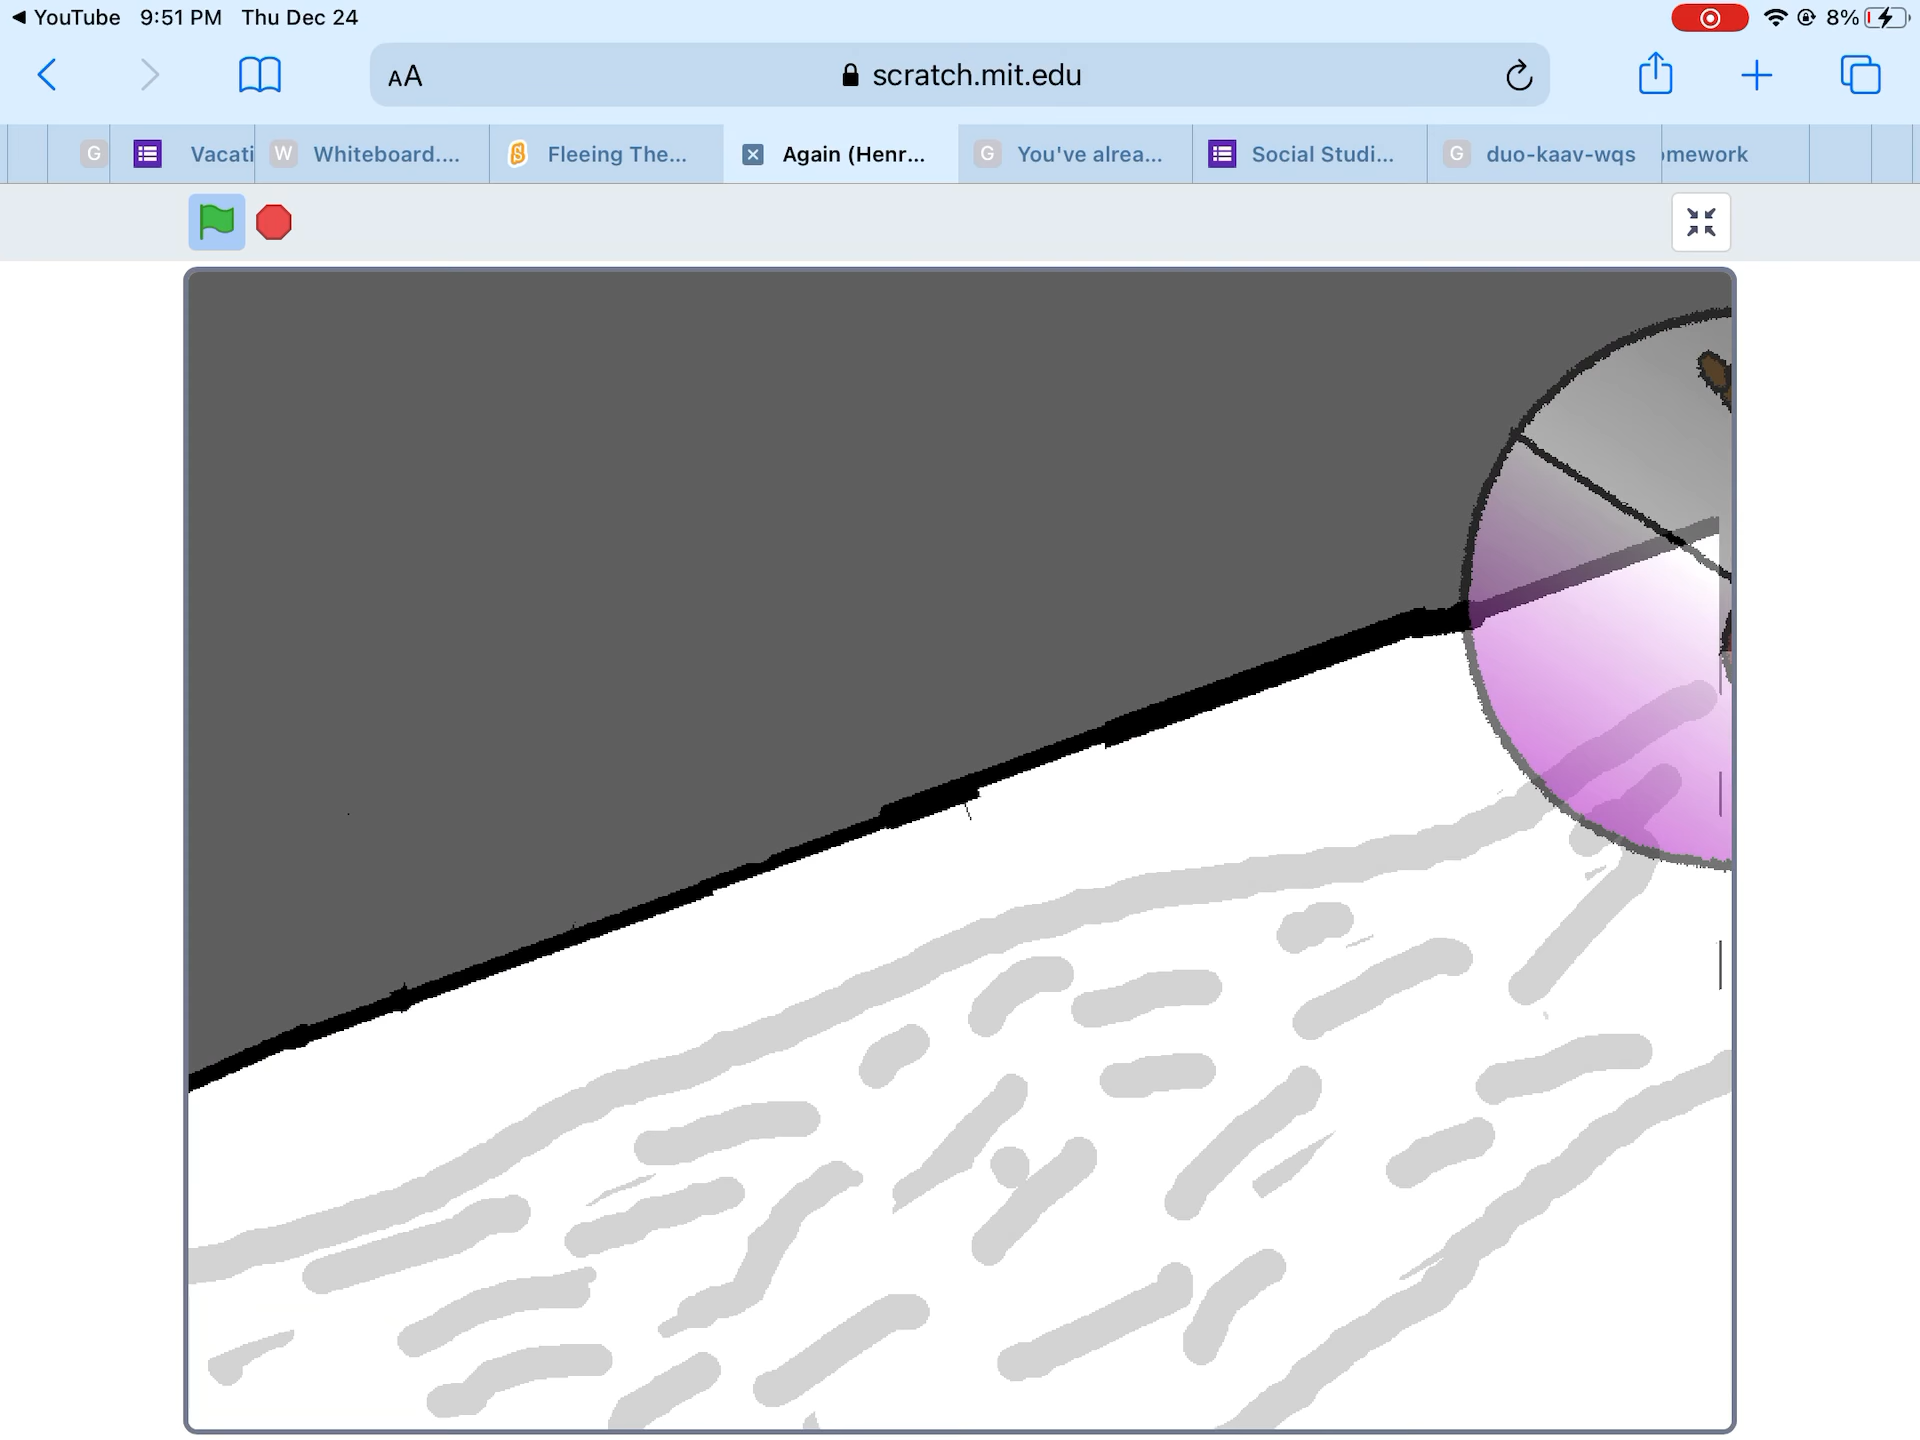 YouTube 9:51 PM Thu Dec 24 8%
AA scratch.mit.edu
G Vacati W Whiteboard.... Fleeing The... Again (Henr... G You've alrea... Social Studi... G duo-kaav-wqs mework